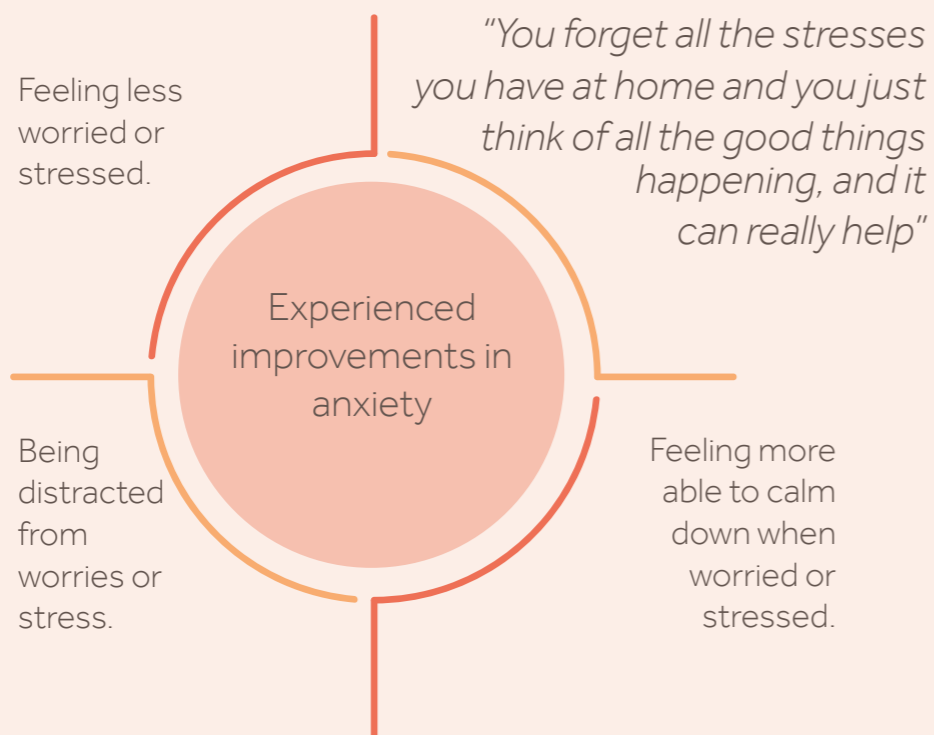 Feeling less
worried or
stressed.
"You forget all the stresses
you have at home and you just
think of all the good things
happening, and it
can really help"
Experienced
improvements in
anxiety
Being
distracted
from
worries or
stress.
Feeling more
able to calm
down when
worried or
stressed.